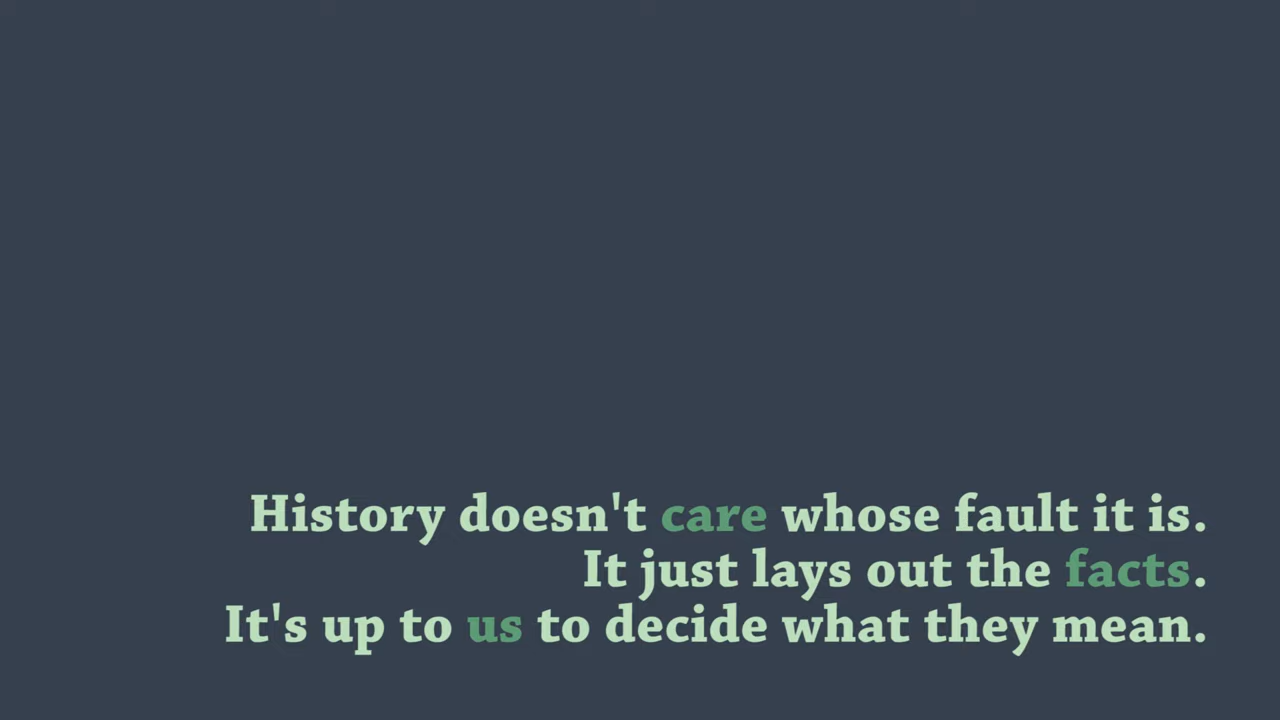 History doesn't care whose fault it is.
It just lays out the facts.
It's up to us to decide what they mean.